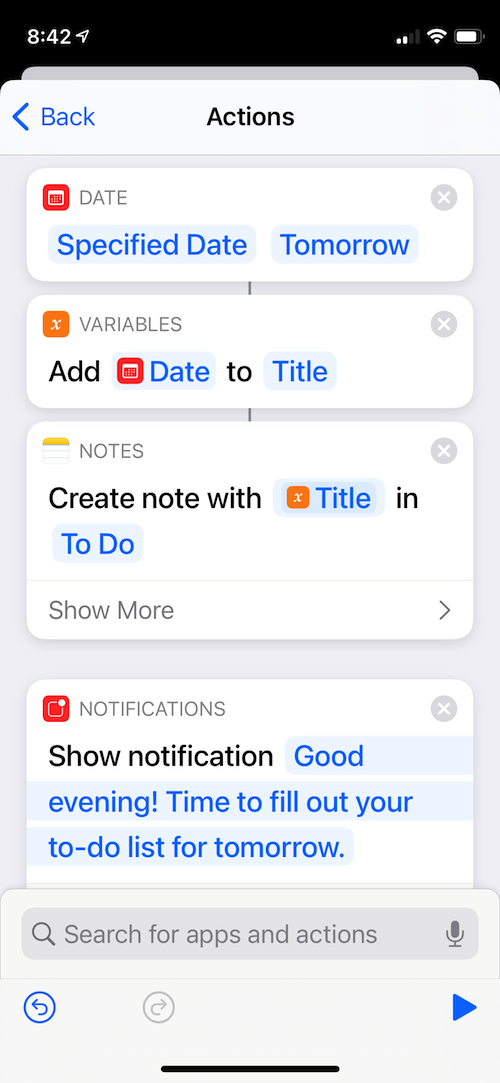 8:42
Back
Actions
DATE
Specified Date Tomorrow
VARIABLES
Add Date to Title
NOTES
Create note with x Title in
To Do
Show More
NOTIFICATIONS
Show notification Good
evening! Time to fill out your
to-do list for tomorrow.
Search for apps and actions